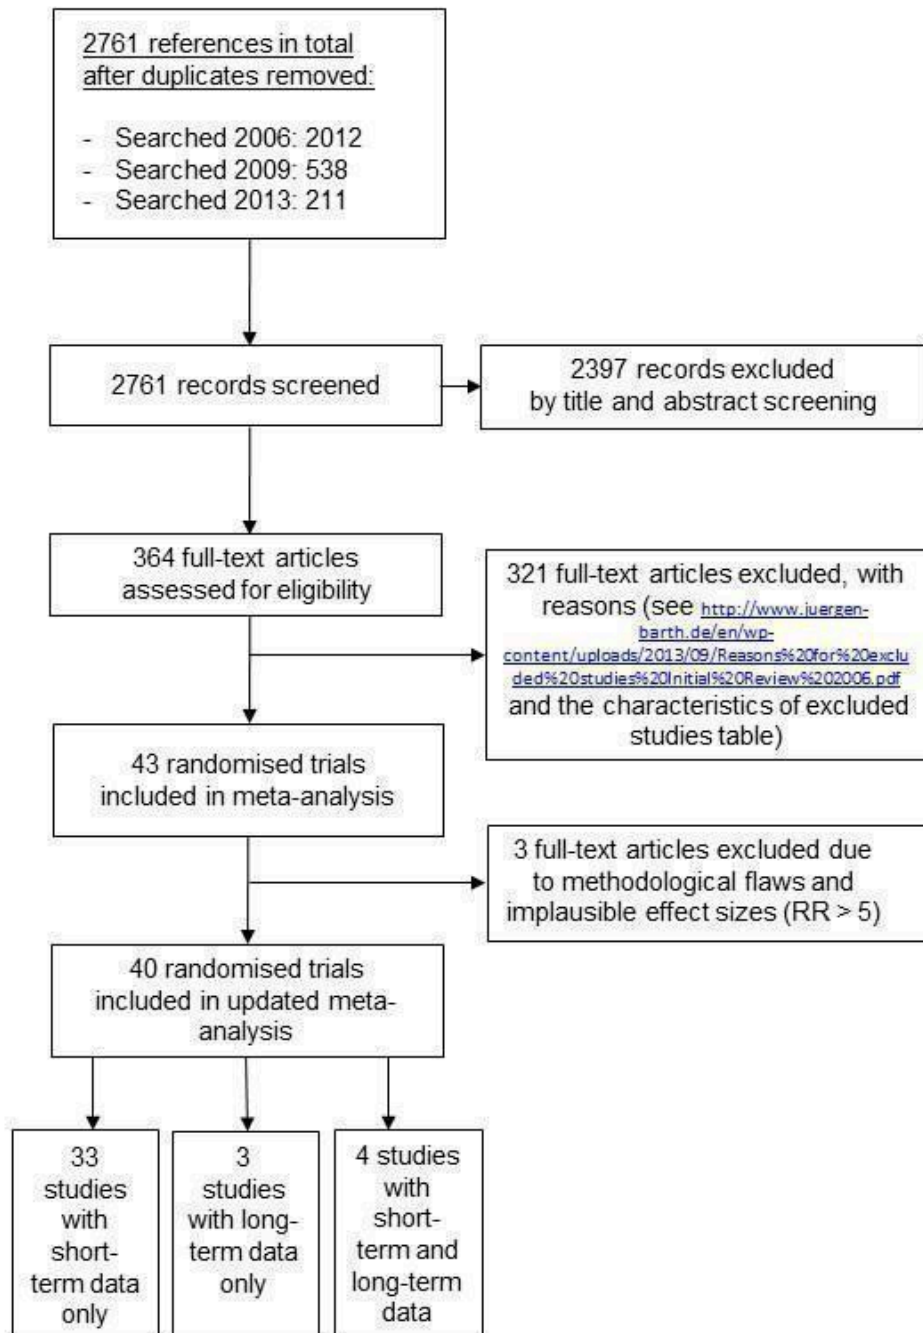 2761 references in total
after duplicates removed:
- Searched 2006: 2012
- Searched 2009: 538
- Searched 2013: 211
2761 records screened
2397 records excluded
by title and abstract screening
364 full-text articles
assessed for eligibility
321 full-text articles excluded, with
reasons (see http://www.juergen-
barth.de/en/wp-
content/uploads/2013/09/Reasons%20for%20exclu
ded%20studies%20Initial%20Review%202006.pdf
and the characteristics of excluded
studies table)
43 randomised trials
included in meta-analysis
3 full-text articles excluded due
to methodological flaws and
implausible effect sizes (RR > 5)
40 randomised trials
included in updated meta-
analysis
33
studies
with
short-
term data
only
3
studies
with long-
term data
only
4 studies
with
short-
term and
long-term
data